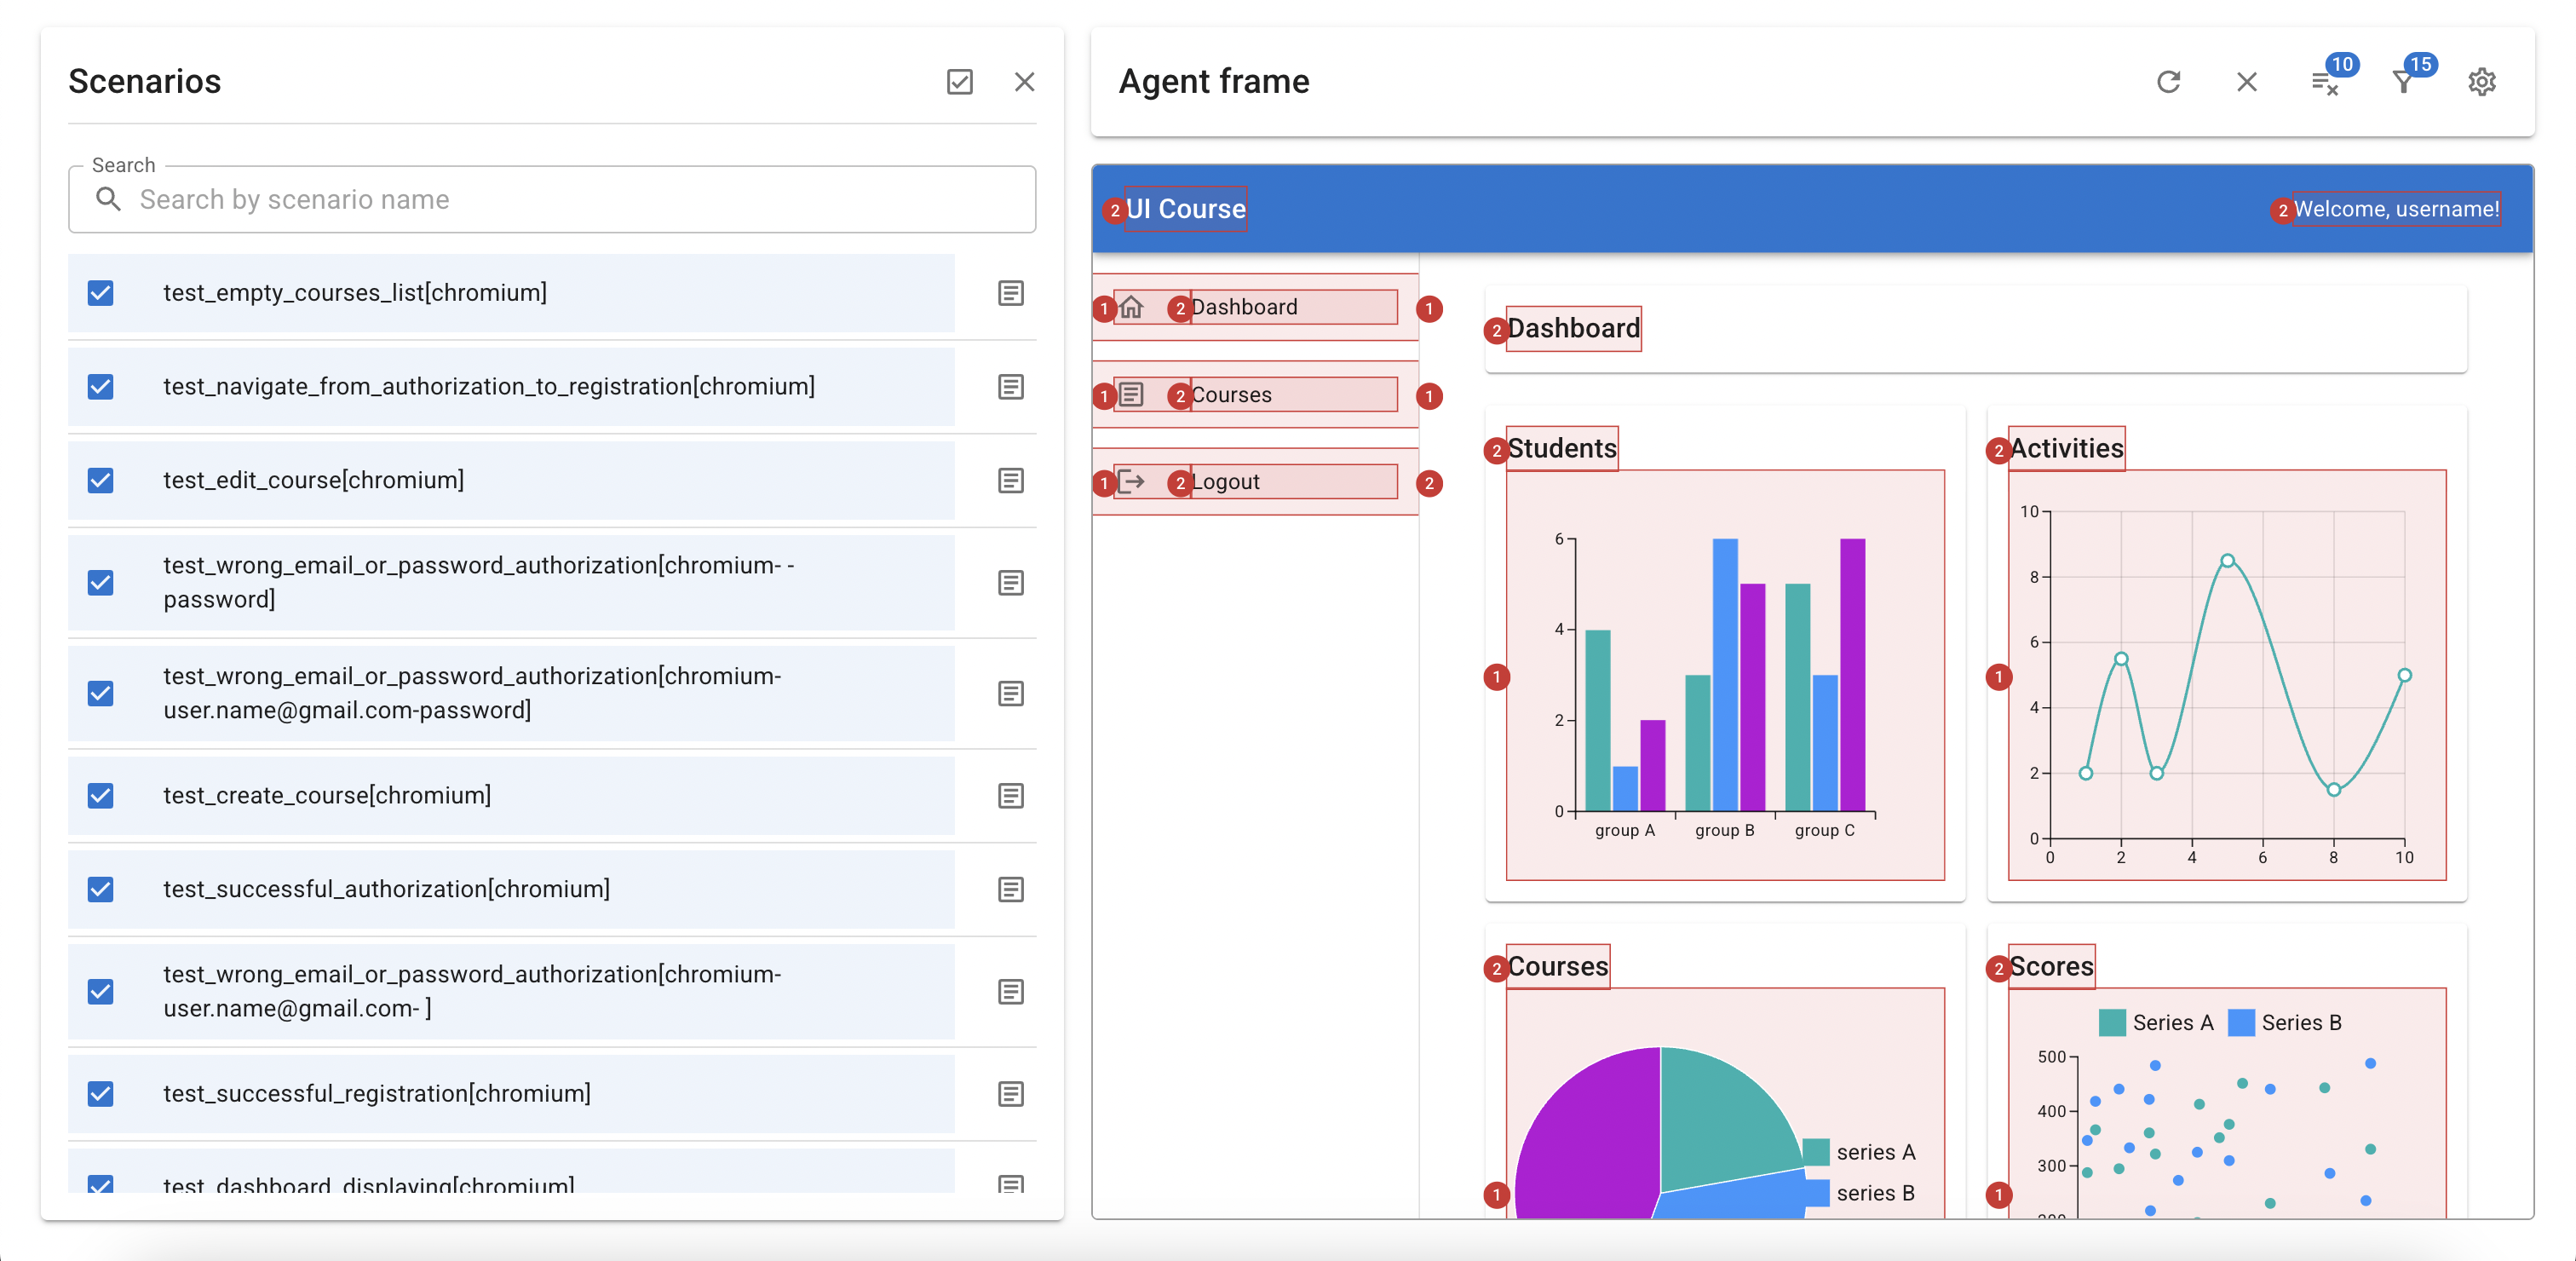 Scenarios
Search
Search by scenario name
test_empty_courses_list[chromium]
test_navigate_from_authorization_to_registration[chromium]
test_edit_course[chromium]
test_wrong_email_or_password_authorization[chromium- -
password]
test_wrong_email_or_password_authorization[chromium-
user.name@gmail.com-password]
test_create_course[chromium]
test_successful_authorization[chromium]
test_wrong_email_or_password_authorization[chromium-
user.name@gmail.com- ]
test_successful_registration[chromium]
test_dashboard_displaying[chromium]
Agent frame
10
15
2 UI Course
2 Welcome, username!
1 2 Dashboard 1
1 2 Courses 1
1 2 Logout 2
2 Dashboard
2 Students
1
6
4
2
0
group A group B group C
2 Activities
1
10
8
6
4
2
0
0 2 4 6 8 10
2 Courses
1
series A
series B
2 Scores
1
Series A Series B
500
400
300